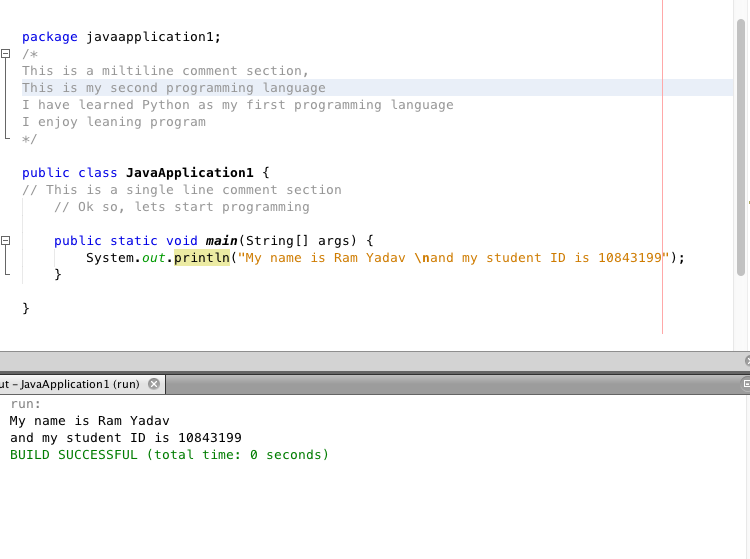 package javaapplication1;
/*
This is a miltiline comment section,
This is my second programming language
I have learned Python as my first programming language
I enjoy leaning program
*/
public class JavaApplication1 {
// This is a single line comment section
// Ok so, lets start programming
public static void main(String[] args) {
System.out.println("My name is Ram Yadav \nand my student ID is 10843199");
}
}
ut – JavaApplication1 (run)
run:
My name is Ram Yadav
and my student ID is 10843199
BUILD SUCCESSFUL (total time: 0 seconds)